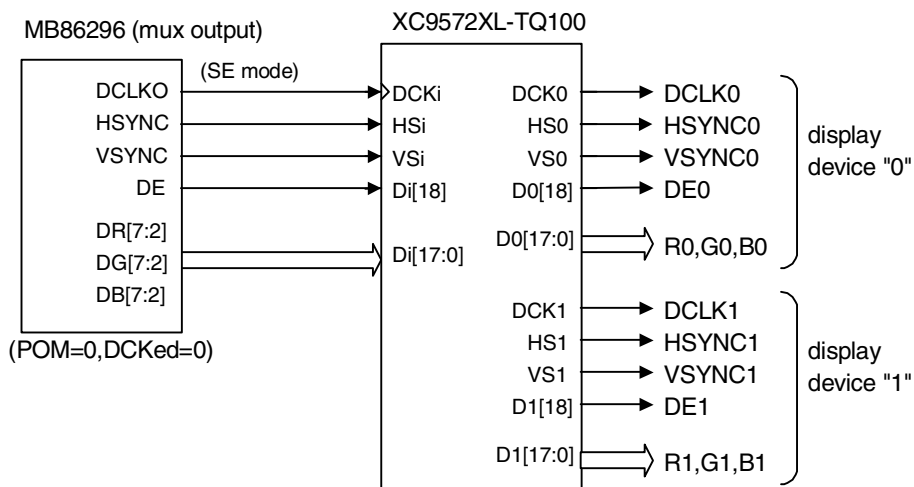 MB86296 (mux output)
XC9572XL-TQ100
(SE mode)
DCLKO
HSYNC
VSYNC
DE
DR[7:2]
DG[7:2]
DB[7:2]
(POM=0,DCKed=0)
DCKi
HSi
VSi
Di[18]
Di[17:0]
DCK0
HS0
VS0
D0[18]
D0[17:0]
DCK1
HS1
VS1
D1[18]
D1[17:0]
DCLK0
HSYNC0
VSYNC0
DE0
R0,G0,B0
display
device "0"
DCLK1
HSYNC1
VSYNC1
DE1
R1,G1,B1
display
device "1"